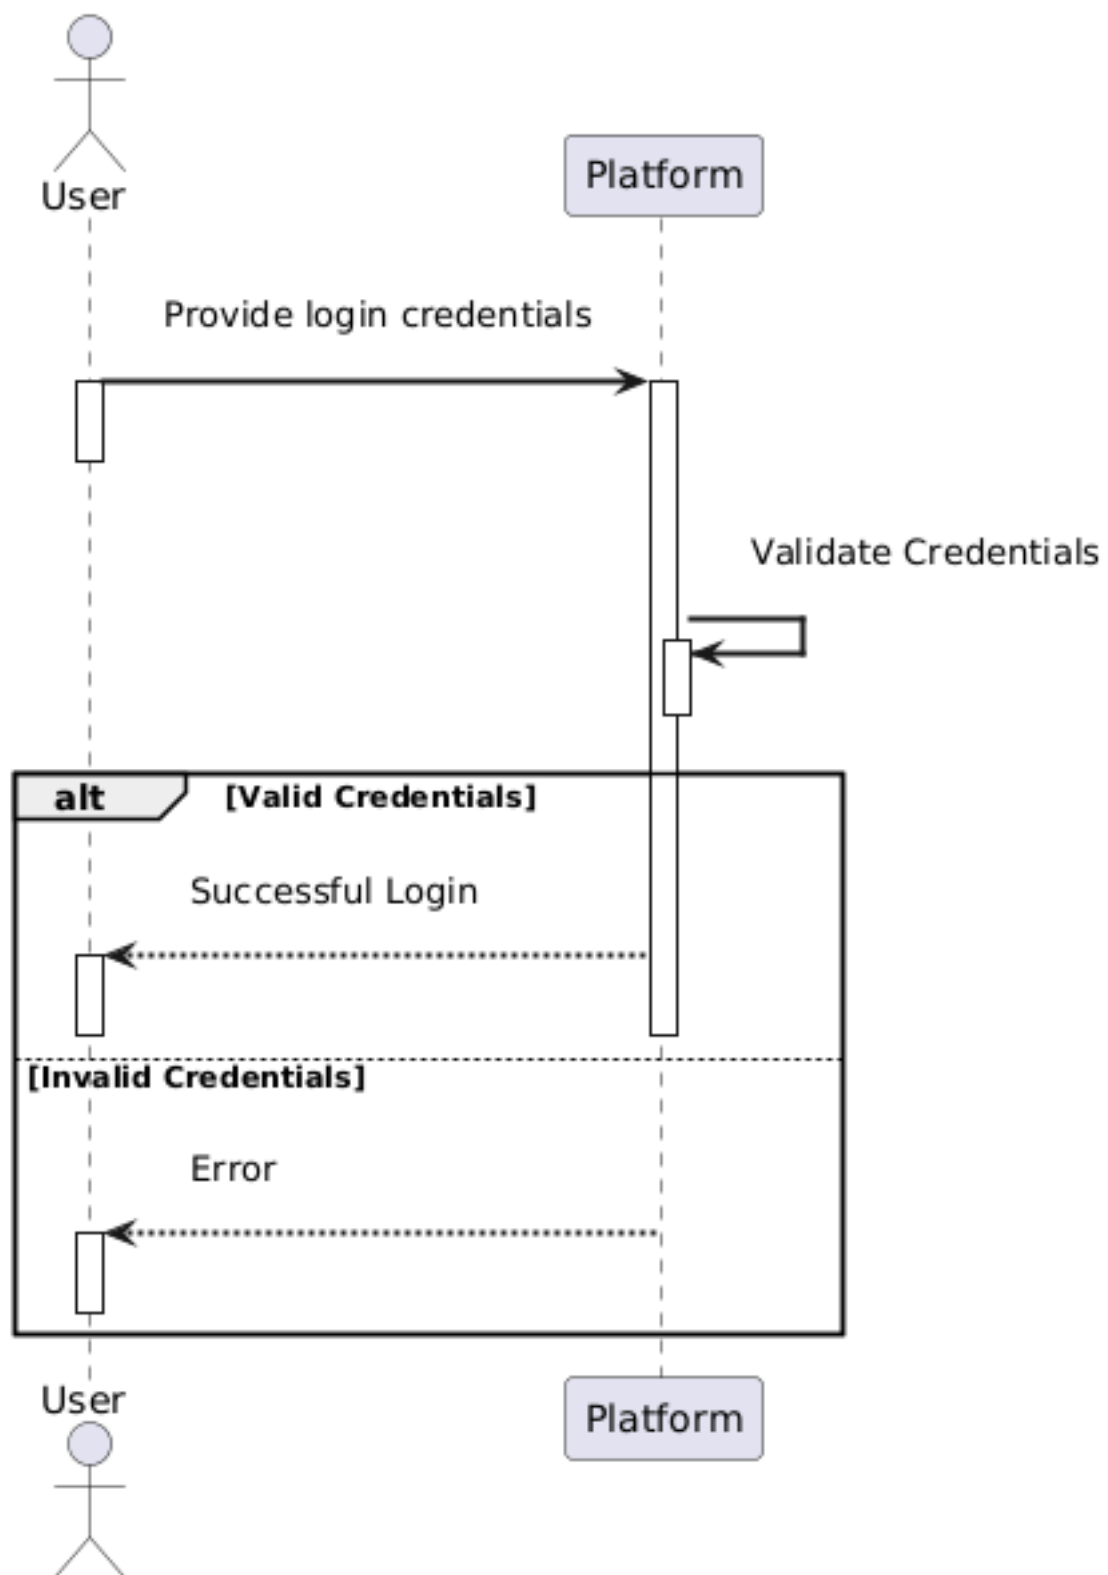 User
Platform
Provide login credentials
Validate Credentials
alt [Valid Credentials]
Successful Login
[Invalid Credentials]
Error
User
Platform